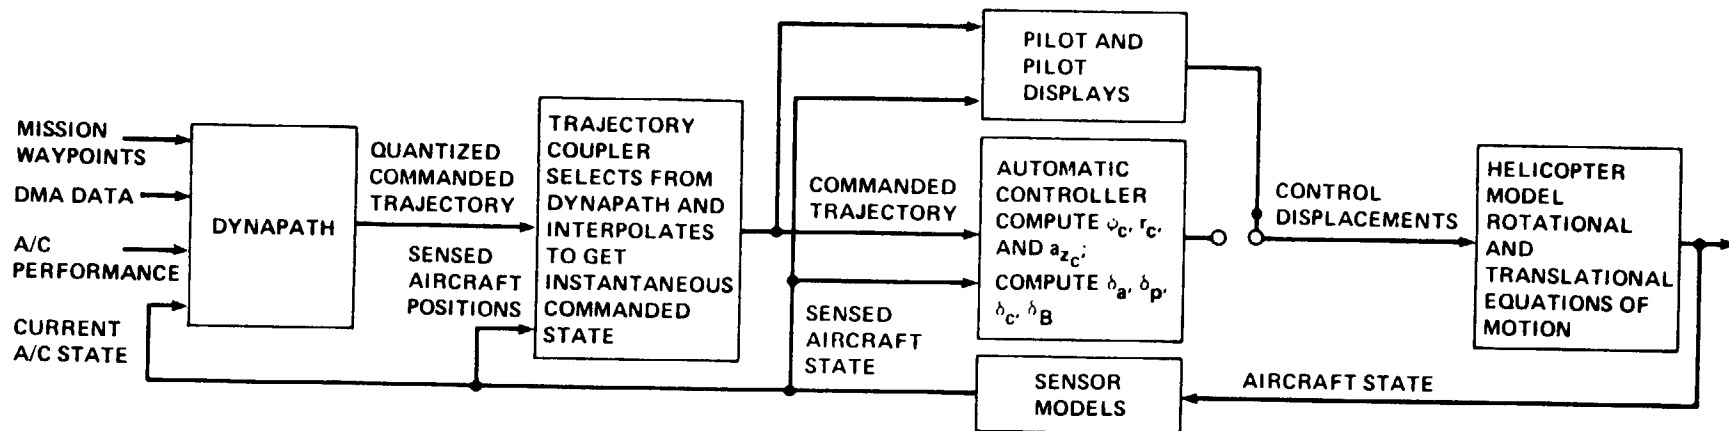 MISSION
WAYPOINTS
DMA DATA
A/C
PERFORMANCE
CURRENT
A/C STATE
DYNAPATH
QUANTIZED
COMMANDED
TRAJECTORY
SENSED
AIRCRAFT
POSITIONS
TRAJECTORY
COUPLER
SELECTS FROM
DYNAPATH AND
INTERPOLATES
TO GET
INSTANTANEOUS
COMMANDED
STATE
PILOT AND
PILOT
DISPLAYS
COMMANDED
TRAJECTORY
SENSED
AIRCRAFT
STATE
AUTOMATIC
CONTROLLER
COMPUTE φc, rc,
AND azc;
COMPUTE δa, δp,
δc, δB
SENSOR
MODELS
CONTROL
DISPLACEMENTS
HELICOPTER
MODEL
ROTATIONAL
AND
TRANSLATIONAL
EQUATIONS OF
MOTION
AIRCRAFT STATE